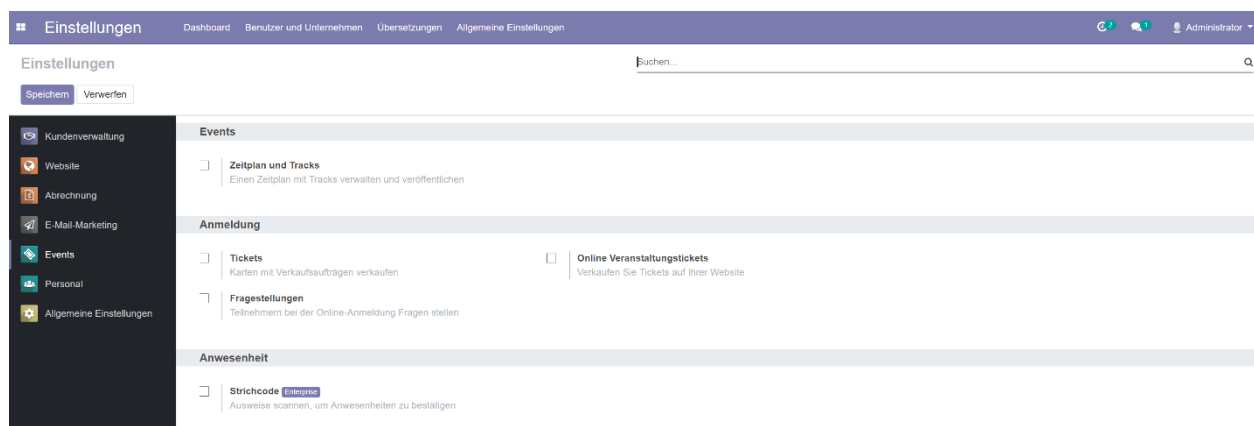 Einstellungen Dashboard Benutzer und Unternehmen Übersetzungen Allgemeine Einstellungen 2 1 Administrator
Einstellungen Suchen...
Speichern Verwerfen
Kundenverwaltung
Website
Abrechnung
E-Mail-Marketing
Events
Personal
Allgemeine Einstellungen
Events
Zeitplan und Tracks
Einen Zeitplan mit Tracks verwalten und veröffentlichen
Anmeldung
Tickets
Karten mit Verkaufsaufträgen verkaufen
Online Veranstaltungstickets
Verkaufen Sie Tickets auf Ihrer Website
Fragestellungen
Teilnehmern bei der Online-Anmeldung Fragen stellen
Anwesenheit
Strichcode Enterprise
Ausweise scannen, um Anwesenheiten zu bestätigen